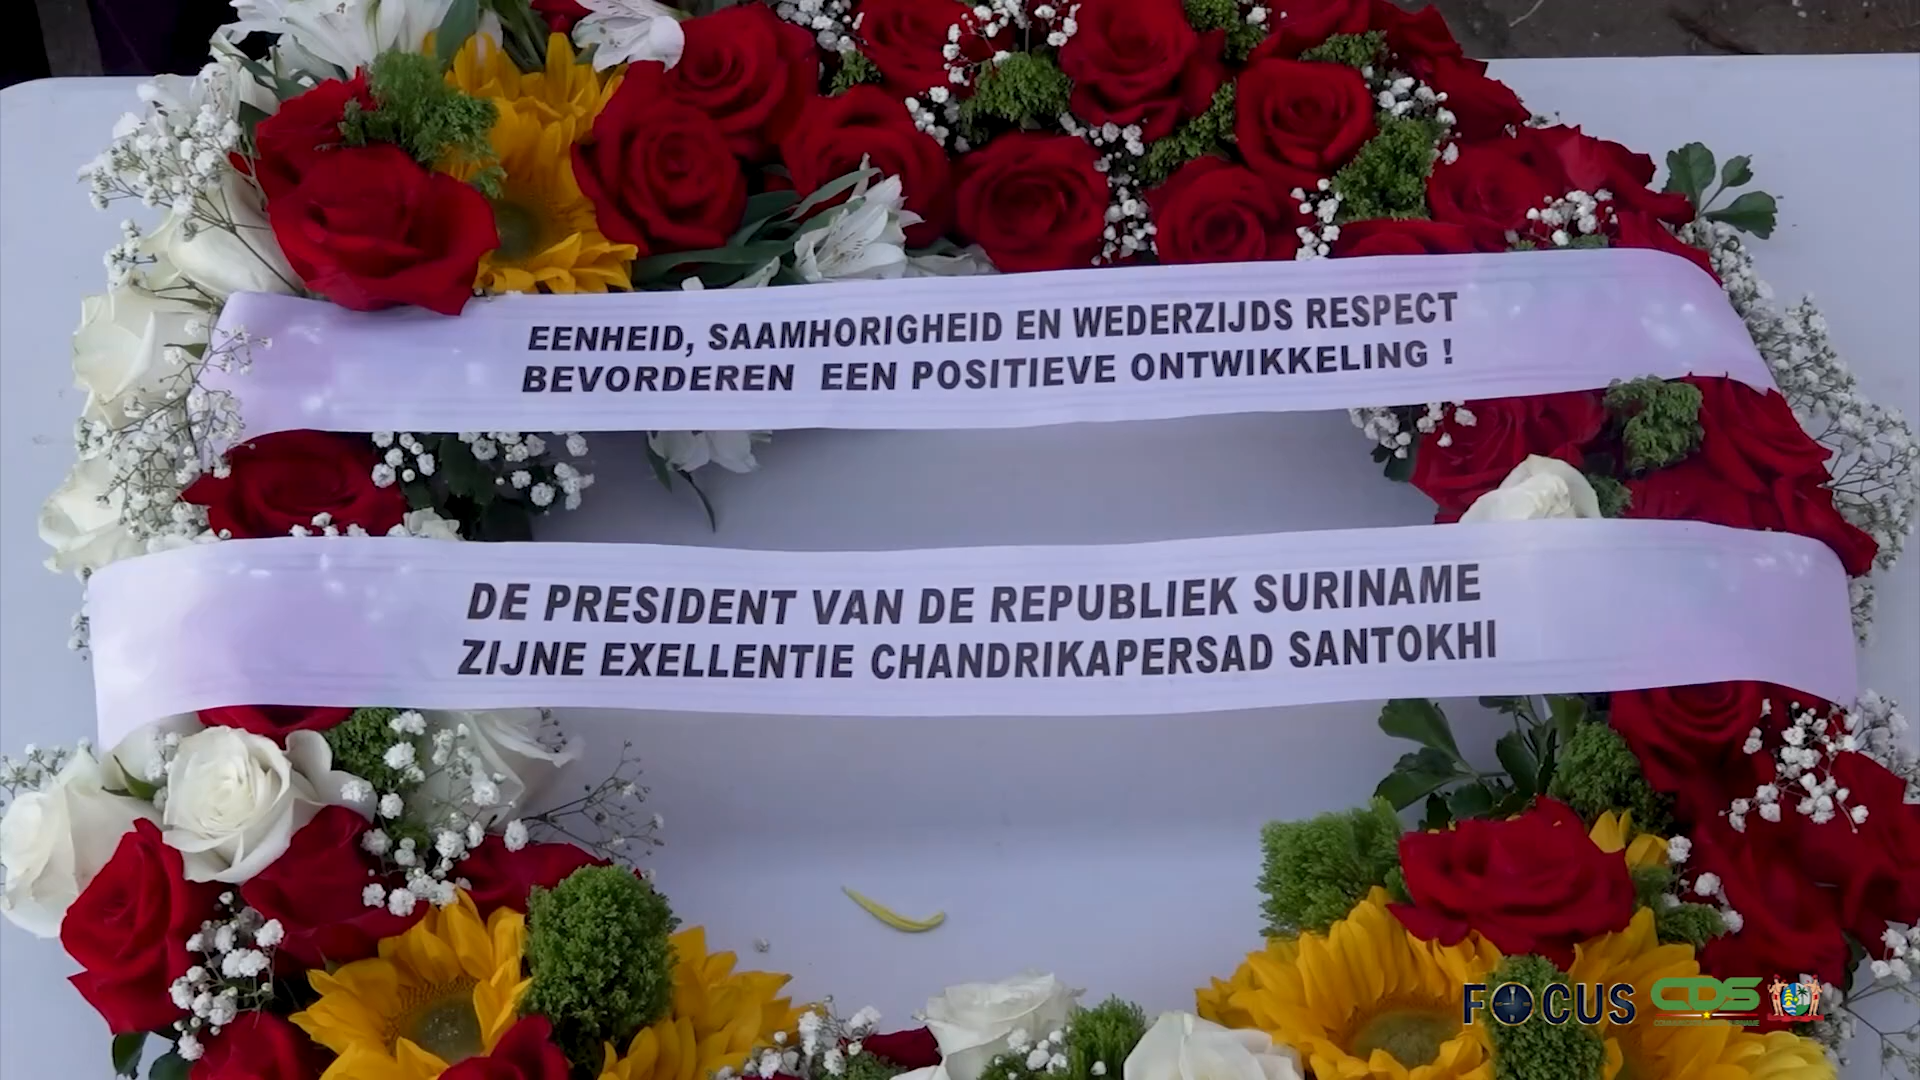 EENHEID, SAAMHORIGHEID EN WEDERZIJDS RESPECT
BEVORDEREN EEN POSITIEVE ONTWIKKELING !
DE PRESIDENT VAN DE REPUBLIEK SURINAME
ZIJNE EXELLENTIE CHANDRIKAPERSAD SANTOKHI
FOCUS CDS